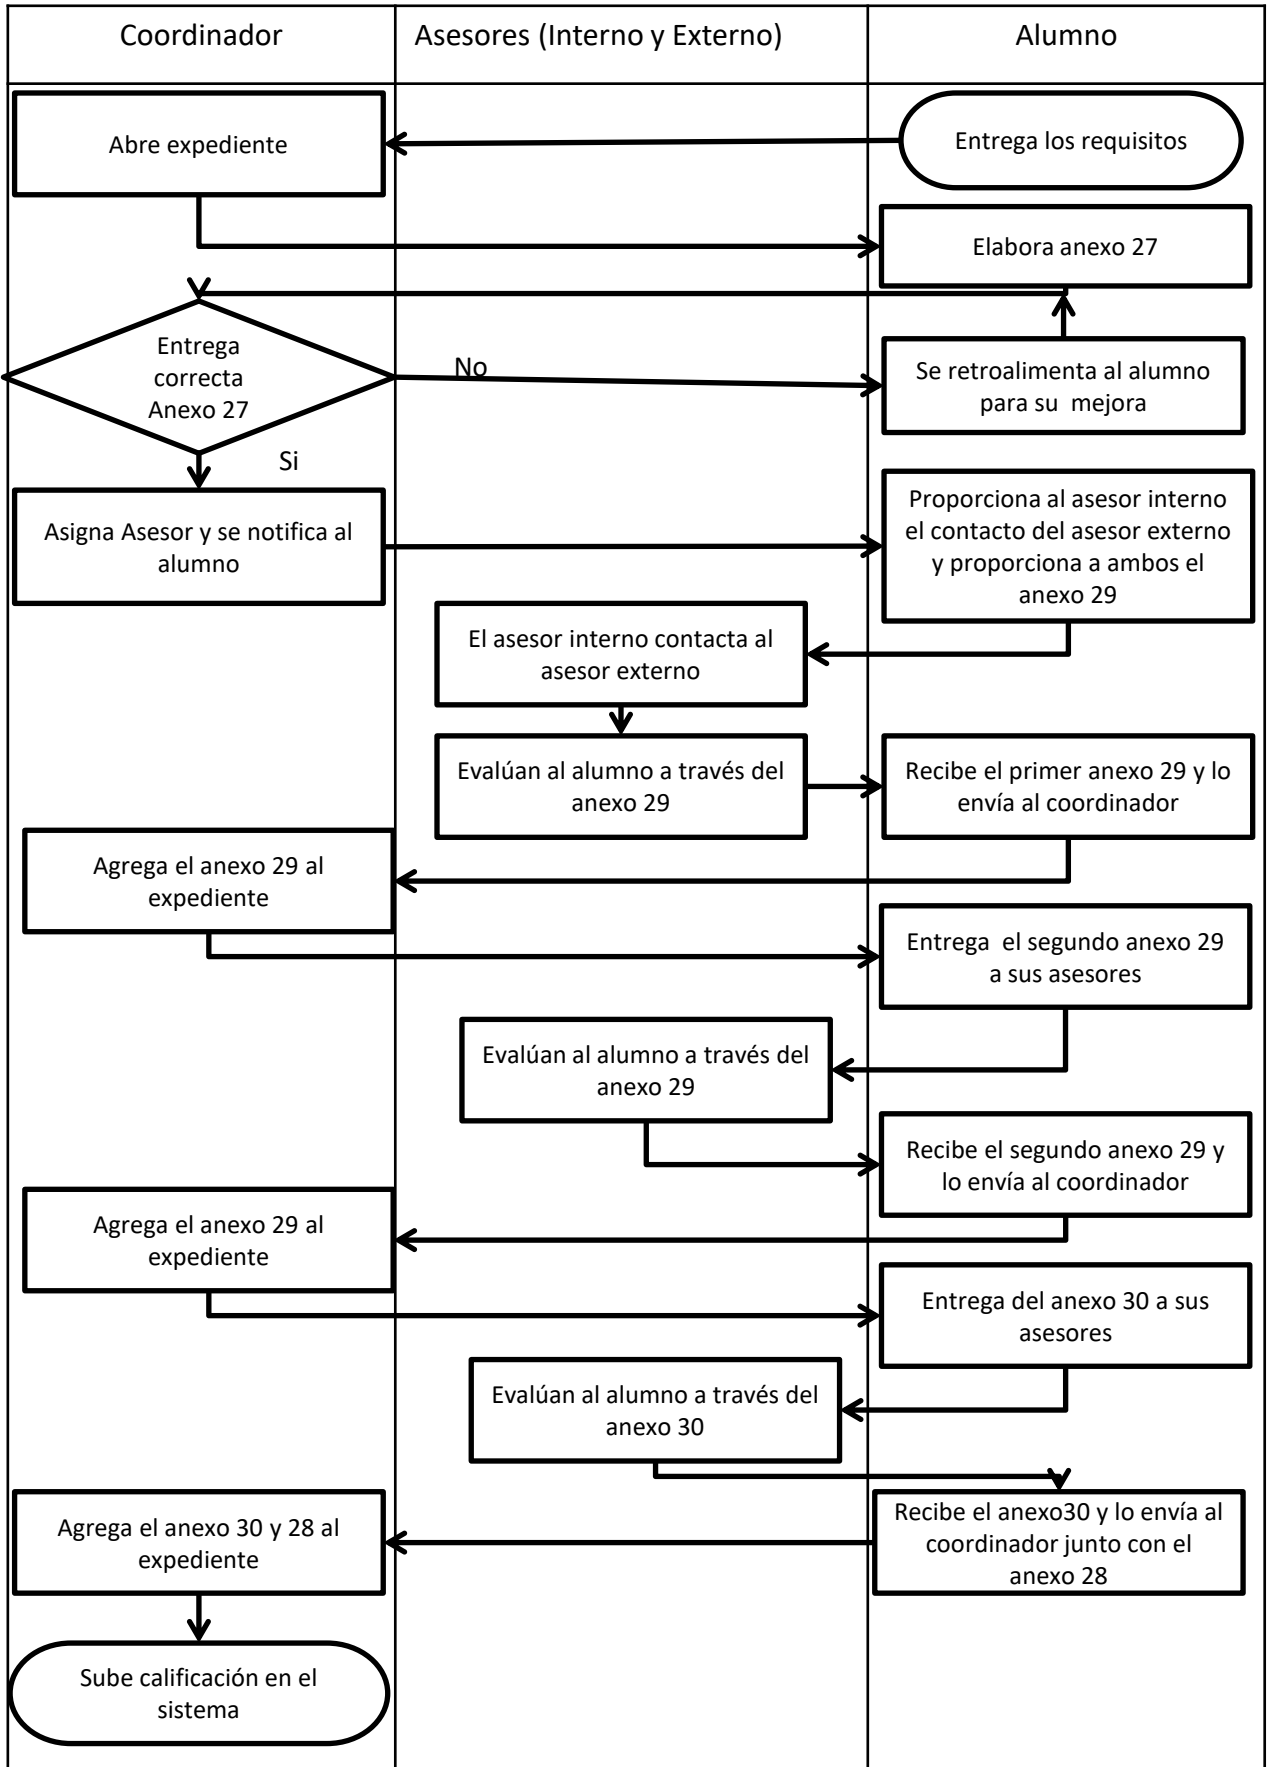 Coordinador
Asesores (Interno y Externo)
Alumno
Abre expediente
Entrega los requisitos
Elabora anexo 27
Entrega
correcta
Anexo 27
No
Se retroalimenta al alumno
para su  mejora
Si
Asigna Asesor y se notifica al
alumno
Proporciona al asesor interno
el contacto del asesor externo
y proporciona a ambos el
anexo 29
El asesor interno contacta al
asesor externo
Evalúan al alumno a través del
anexo 29
Recibe el primer anexo 29 y lo
envía al coordinador
Agrega el anexo 29 al
expediente
Entrega  el segundo anexo 29
a sus asesores
Evalúan al alumno a través del
anexo 29
Recibe el segundo anexo 29 y
lo envía al coordinador
Agrega el anexo 29 al
expediente
Entrega del anexo 30 a sus
asesores
Evalúan al alumno a través del
anexo 30
Recibe el anexo30 y lo envía al
coordinador junto con el
anexo 28
Agrega el anexo 30 y 28 al
expediente
Sube calificación en el
sistema